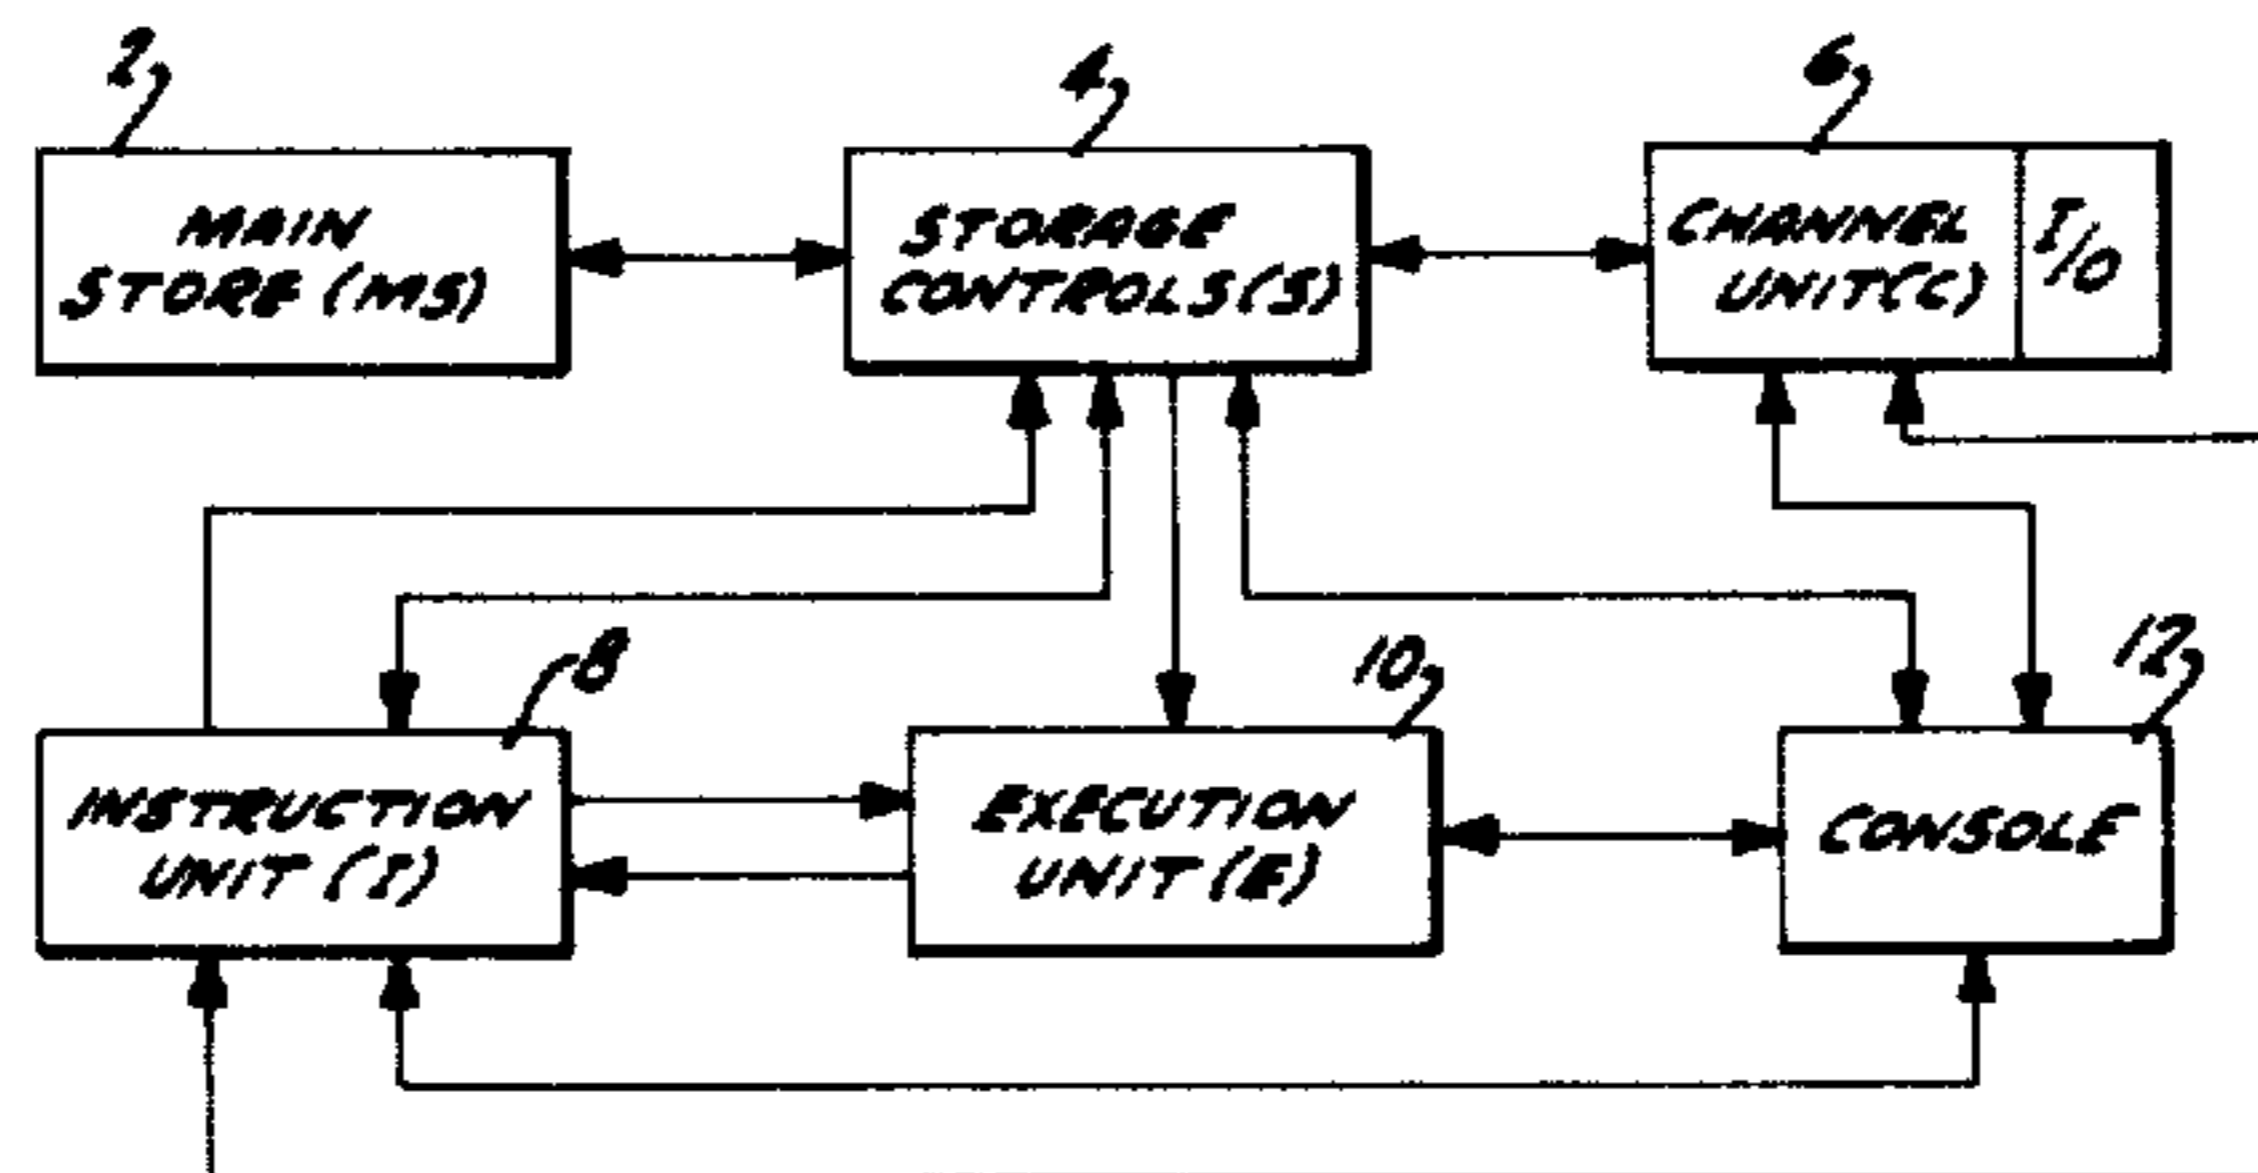 2
4
6
MAIN
STORE (MS)
STORAGE
CONTROLS (S)
CHANNEL
UNIT (C)
I/O
8
10
12
INSTRUCTION
UNIT (I)
EXECUTION
UNIT (E)
CONSOLE